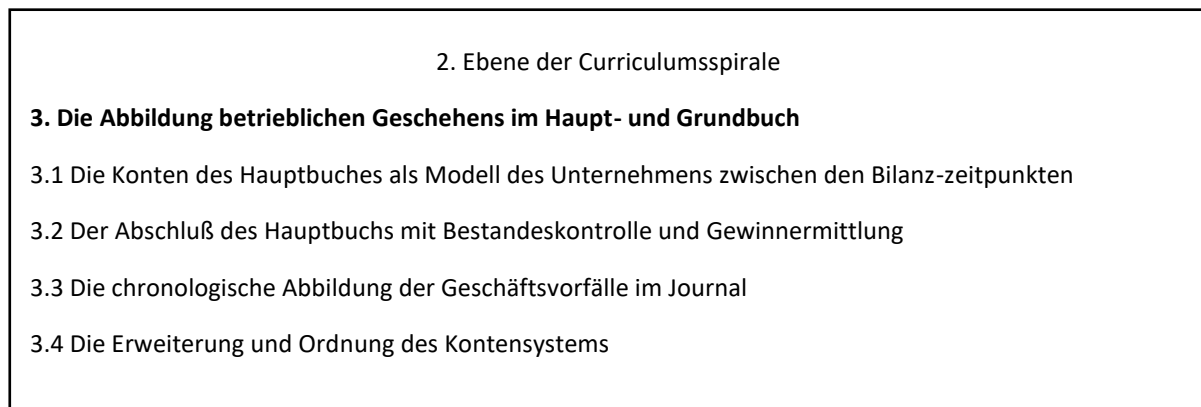 2. Ebene der Curriculumsspirale
3. Die Abbildung betrieblichen Geschehens im Haupt- und Grundbuch
3.1 Die Konten des Hauptbuches als Modell des Unternehmens zwischen den Bilanz-zeitpunkten
3.2 Der Abschluß des Hauptbuchs mit Bestandeskontrolle und Gewinnermittlung
3.3 Die chronologische Abbildung der Geschäftsvorfälle im Journal
3.4 Die Erweiterung und Ordnung des Kontensystems